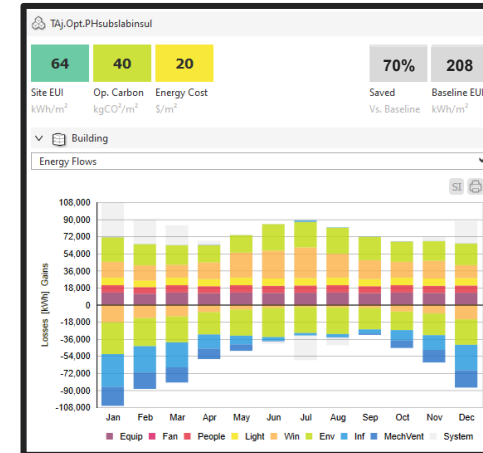 TAj.Opt.PHsubslabinsul
64 40 20 70% 208
Site EUI Op. Carbon Energy Cost Saved Baseline EUI
kWh/m² kgCO²/m² $/m² Vs. Baseline kWh/m²
Building
Energy Flows
SI
108,000
90,000
72,000
54,000
36,000
18,000
0
-18,000
-36,000
-54,000
-72,000
-90,000
-108,000
Losses [kWh] Gains
Jan Feb Mar Apr May Jun Jul Aug Sep Oct Nov Dec
Equip Fan People Light Win Env Inf MechVent System